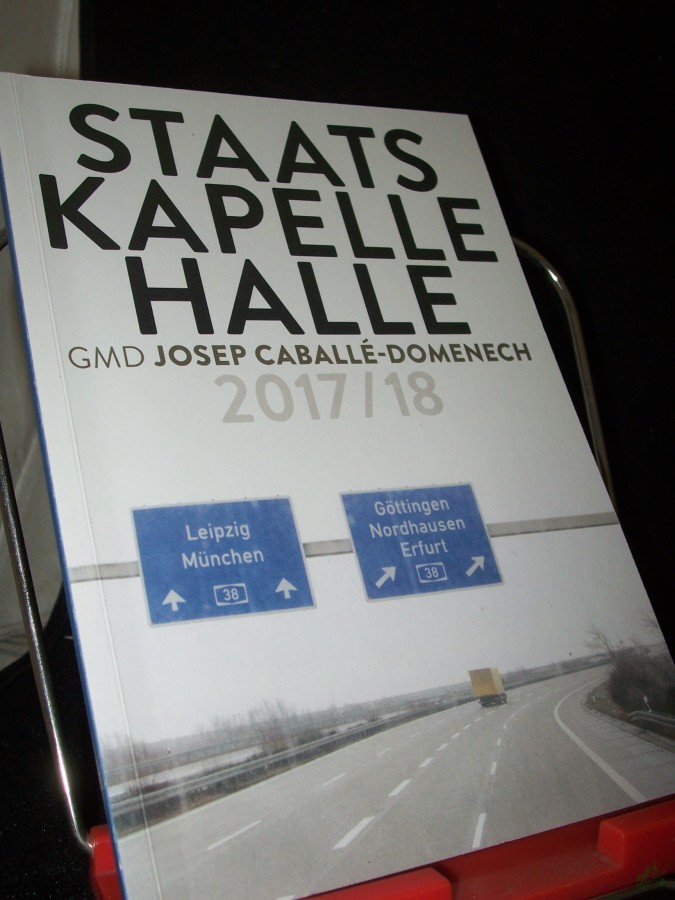 STAATS
KAPELLE
HALLE
GMD JOSEP CABALLÉ-DOMENECH
2017/18
Leipzig
München
38
Göttingen
Nordhausen
Erfurt
38